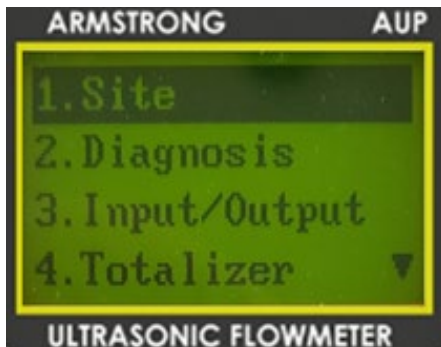 ARMSTRONG AUP
1.Site
2.Diagnosis
3.Input/Output
4.Totalizer ▼
ULTRASONIC FLOWMETER